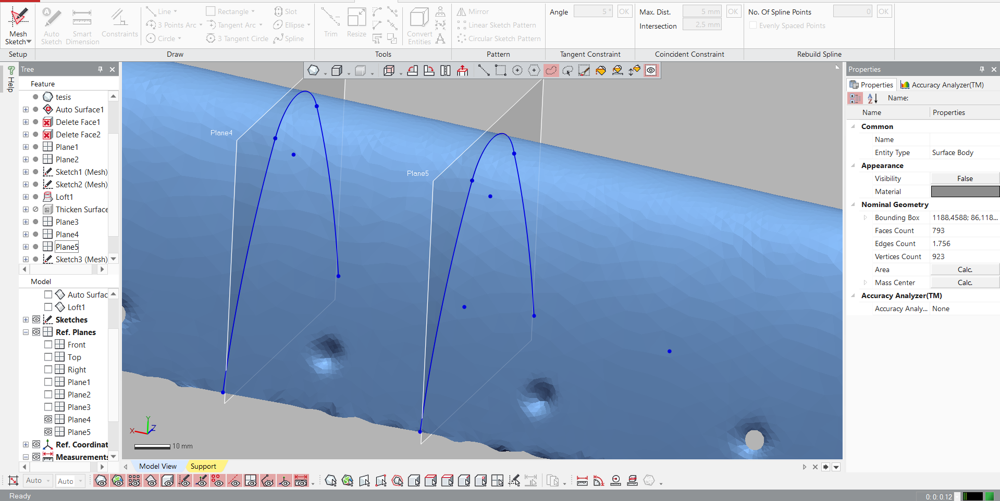 Mesh
Sketch
Auto
Sketch
Smart
Dimension
Constraints
Line
3 Points Arc
Circle
Rectangle
Tangent Arc
3 Tangent Circle
Slot
Ellipse
Spline
Trim
Resize
Convert
Entities
Mirror
Linear Sketch Pattern
Circular Sketch Pattern
Angle
5 °
OK
Max. Dist.
5 mm
OK
Intersection
2,5 mm
No. Of Spline Points
0
OK
Evenly Spaced Points
Setup
Draw
Tools
Pattern
Tangent Constraint
Coincident Constraint
Rebuild Spline
Help
Tree
Feature
tesis
Auto Surface1
Delete Face1
Delete Face2
Plane1
Plane2
Sketch1 (Mesh)
Sketch2 (Mesh)
Loft1
Thicken Surface
Plane3
Plane4
Plane5
Sketch3 (Mesh)
Model
Auto Surfac
Loft1
Sketches
Ref. Planes
Front
Top
Right
Plane1
Plane2
Plane3
Plane4
Plane5
Ref. Coordinat
Measurements
Plane4
Plane5
Y
X
Z
10 mm
Model View
Support
Properties
Properties
Accuracy Analyzer(TM)
Name:
Name
Properties
Common
Name
Entity Type
Surface Body
Appearance
Visibility
False
Material
Nominal Geometry
Bounding Box
1188,4588; 86,118...
Faces Count
793
Edges Count
1.756
Vertices Count
923
Area
Calc.
Mass Center
Calc.
Accuracy Analyzer(TM)
Accuracy Analy...
None
Auto
Auto
Ready
0: 0: 0.12